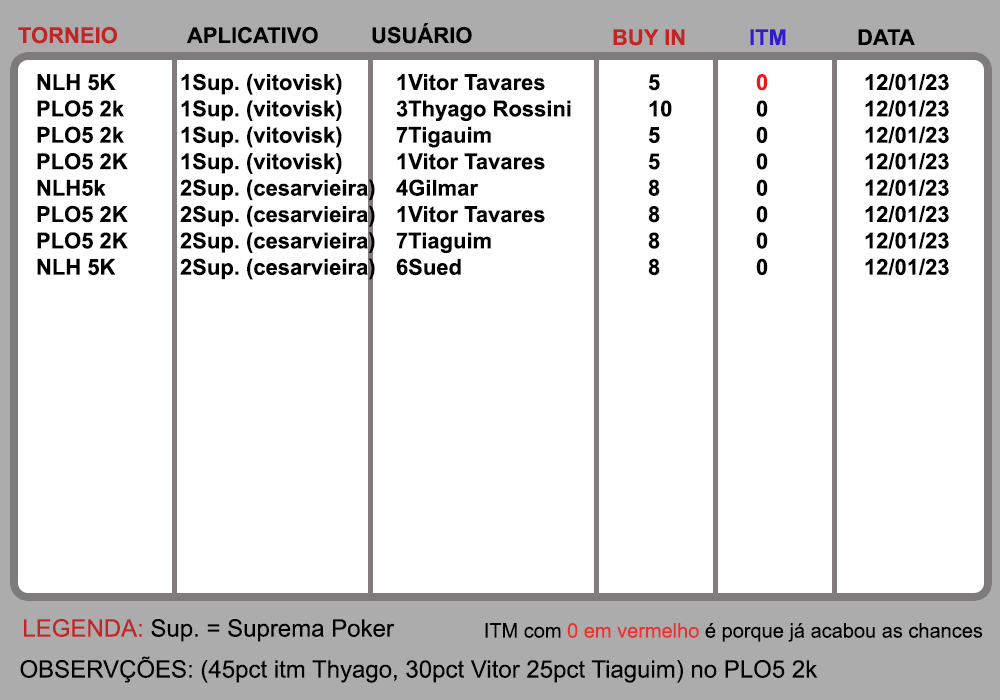 TORNEIO APLICATIVO USUÁRIO BUY IN ITM DATA
NLH 5K 1Sup. (vitovisk) 1Vitor Tavares 5 0 12/01/23
PLO5 2k 1Sup. (vitovisk) 3Thyago Rossini 10 0 12/01/23
PLO5 2k 1Sup. (vitovisk) 7Tigauim 5 0 12/01/23
PLO5 2K 1Sup. (vitovisk) 1Vitor Tavares 5 0 12/01/23
NLH5k 2Sup. (cesarvieira) 4Gilmar 8 0 12/01/23
PLO5 2K 2Sup. (cesarvieira) 1Vitor Tavares 8 0 12/01/23
PLO5 2K 2Sup. (cesarvieira) 7Tiaguim 8 0 12/01/23
NLH 5K 2Sup. (cesarvieira) 6Sued 8 0 12/01/23
LEGENDA: Sup. = Suprema Poker ITM com 0 em vermelho é porque já acabou as chances
OBSERVÇÕES: (45pct itm Thyago, 30pct Vitor 25pct Tiaguim) no PLO5 2k